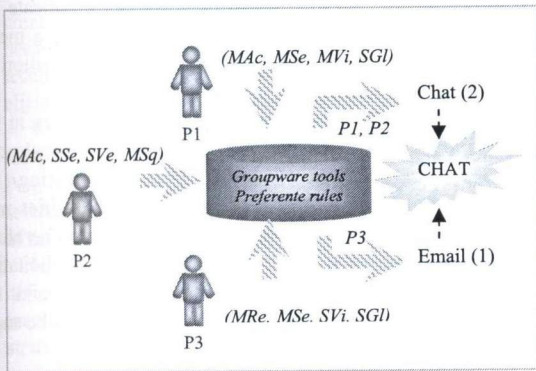 (MAc, MSe, MVi, SGl)
P1
P1, P2
Chat (2)
(MAc, SSe, SVe, MSq)
P2
Groupware tools
Preferente rules
CHAT
P3
Email (1)
(MRe. MSe. SVi. SGl)
P3